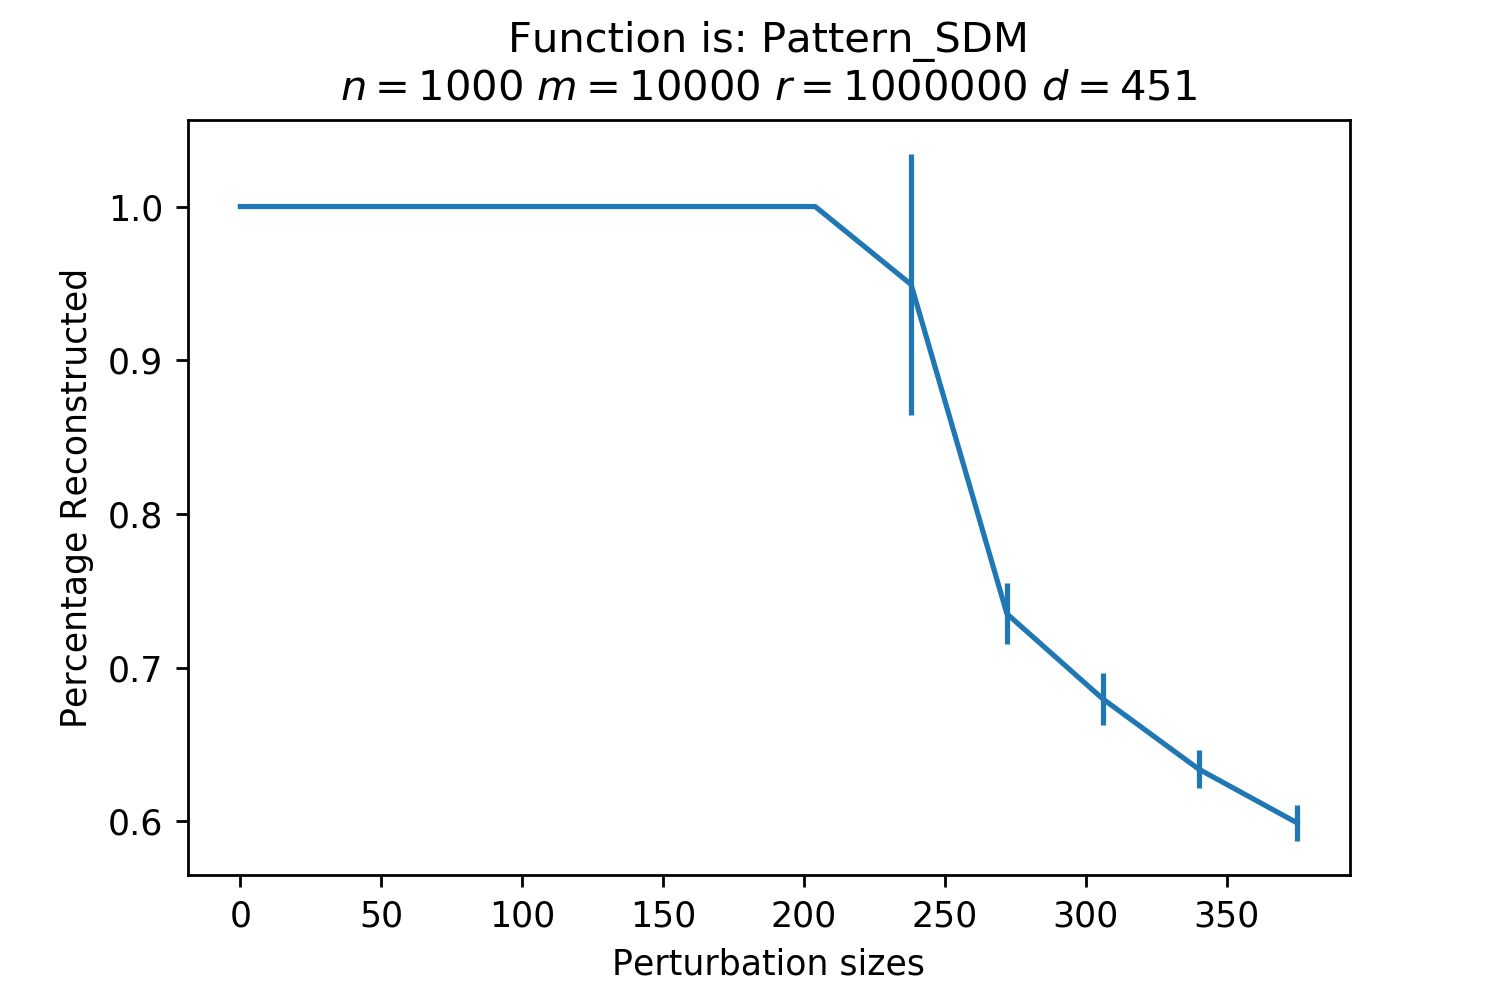 Function is: Pattern_SDM
n = 1000 m = 10000 r = 1000000 d = 451
Percentage Reconstructed
1.0
0.9
0.8
0.7
0.6
0 50 100 150 200 250 300 350
Perturbation sizes